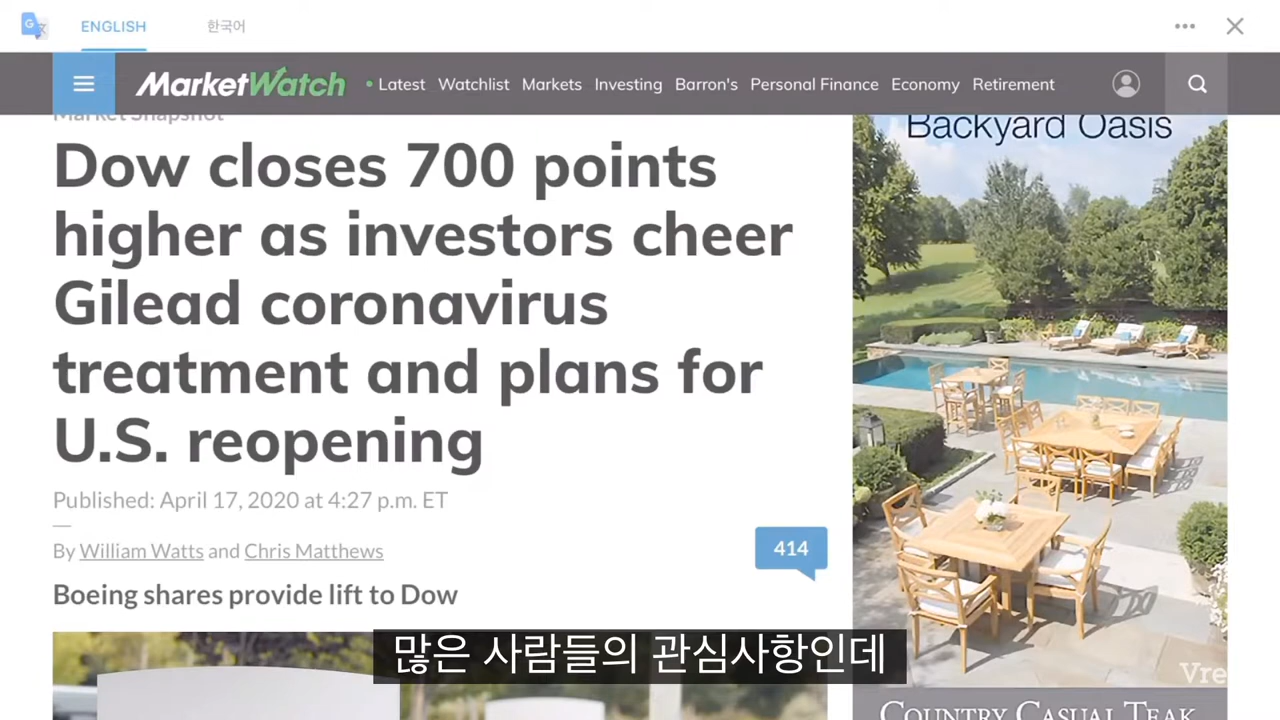 ENGLISH 한국어
MarketWatch • Latest Watchlist Markets Investing Barron's Personal Finance Economy Retirement
Market Snapshot
Dow closes 700 points
higher as investors cheer
Gilead coronavirus
treatment and plans for
U.S. reopening
Published: April 17, 2020 at 4:27 p.m. ET
By William Watts and Chris Matthews
414
Boeing shares provide lift to Dow
Backyard Oasis
COUNTRY CASUAL TEAK
Vre
많은 사람들의 관심사항인데